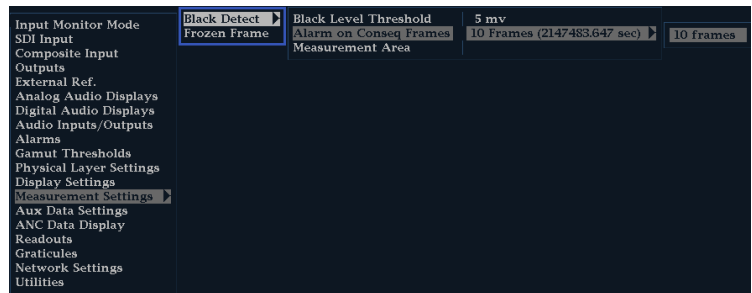 Input Monitor Mode
SDI Input
Composite Input
Outputs
External Ref.
Analog Audio Displays
Digital Audio Displays
Audio Inputs/Outputs
Alarms
Gamut Thresholds
Physical Layer Settings
Display Settings
Measurement Settings
Aux Data Settings
ANC Data Display
Readouts
Graticules
Network Settings
Utilities
Black Detect
Frozen Frame
Black Level Threshold
Alarm on Conseq Frames
Measurement Area
5 mv
10 Frames (2147483.647 sec)
10 frames